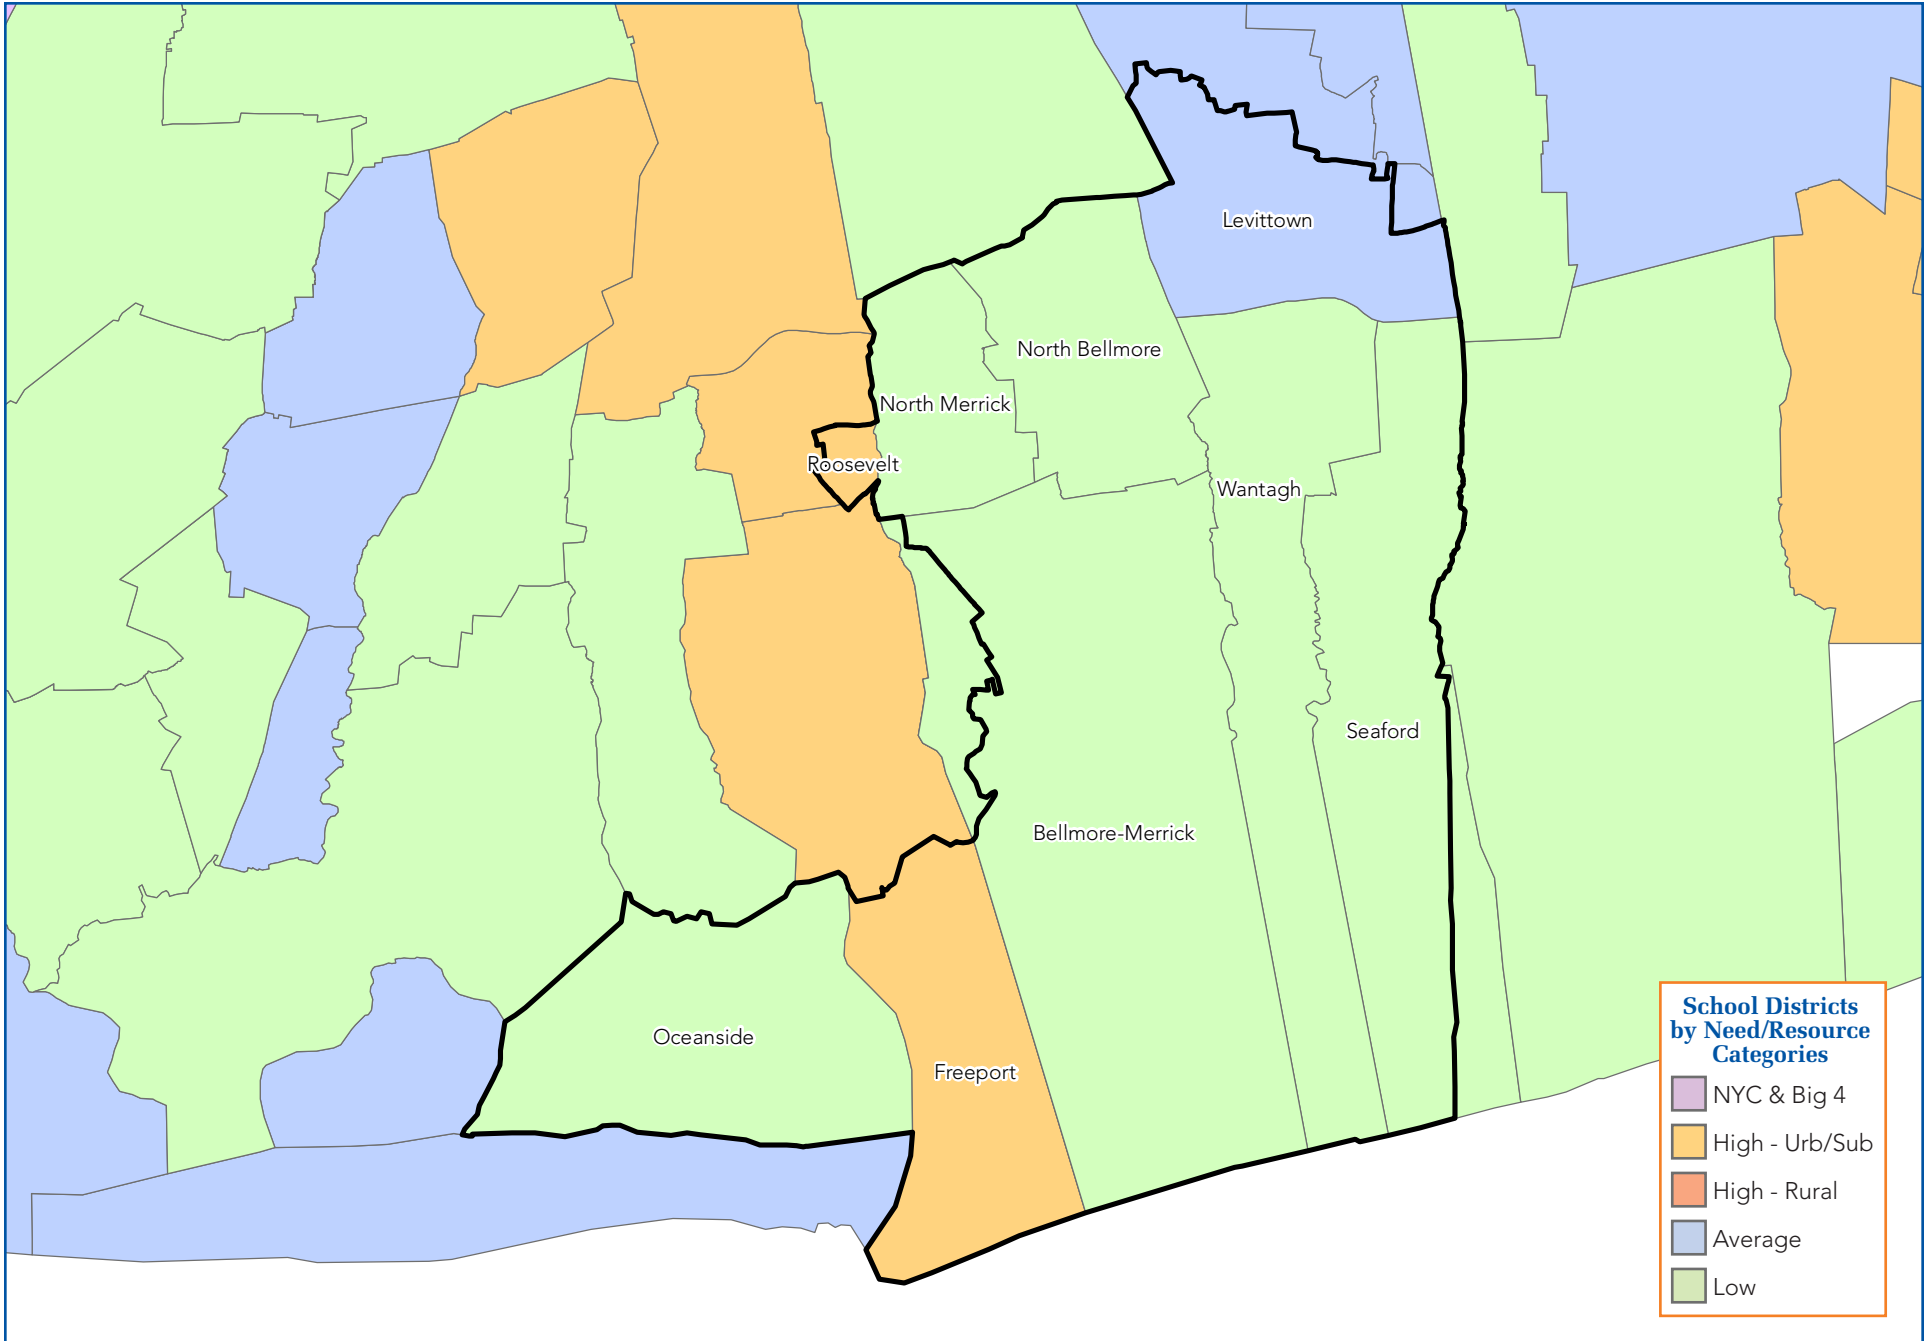 Levittown
North Bellmore
North Merrick
Roosevelt
Wantagh
Seaford
Bellmore-Merrick
Oceanside
Freeport
School Districts
by Need/Resource
Categories
NYC & Big 4
High - Urb/Sub
High - Rural
Average
Low